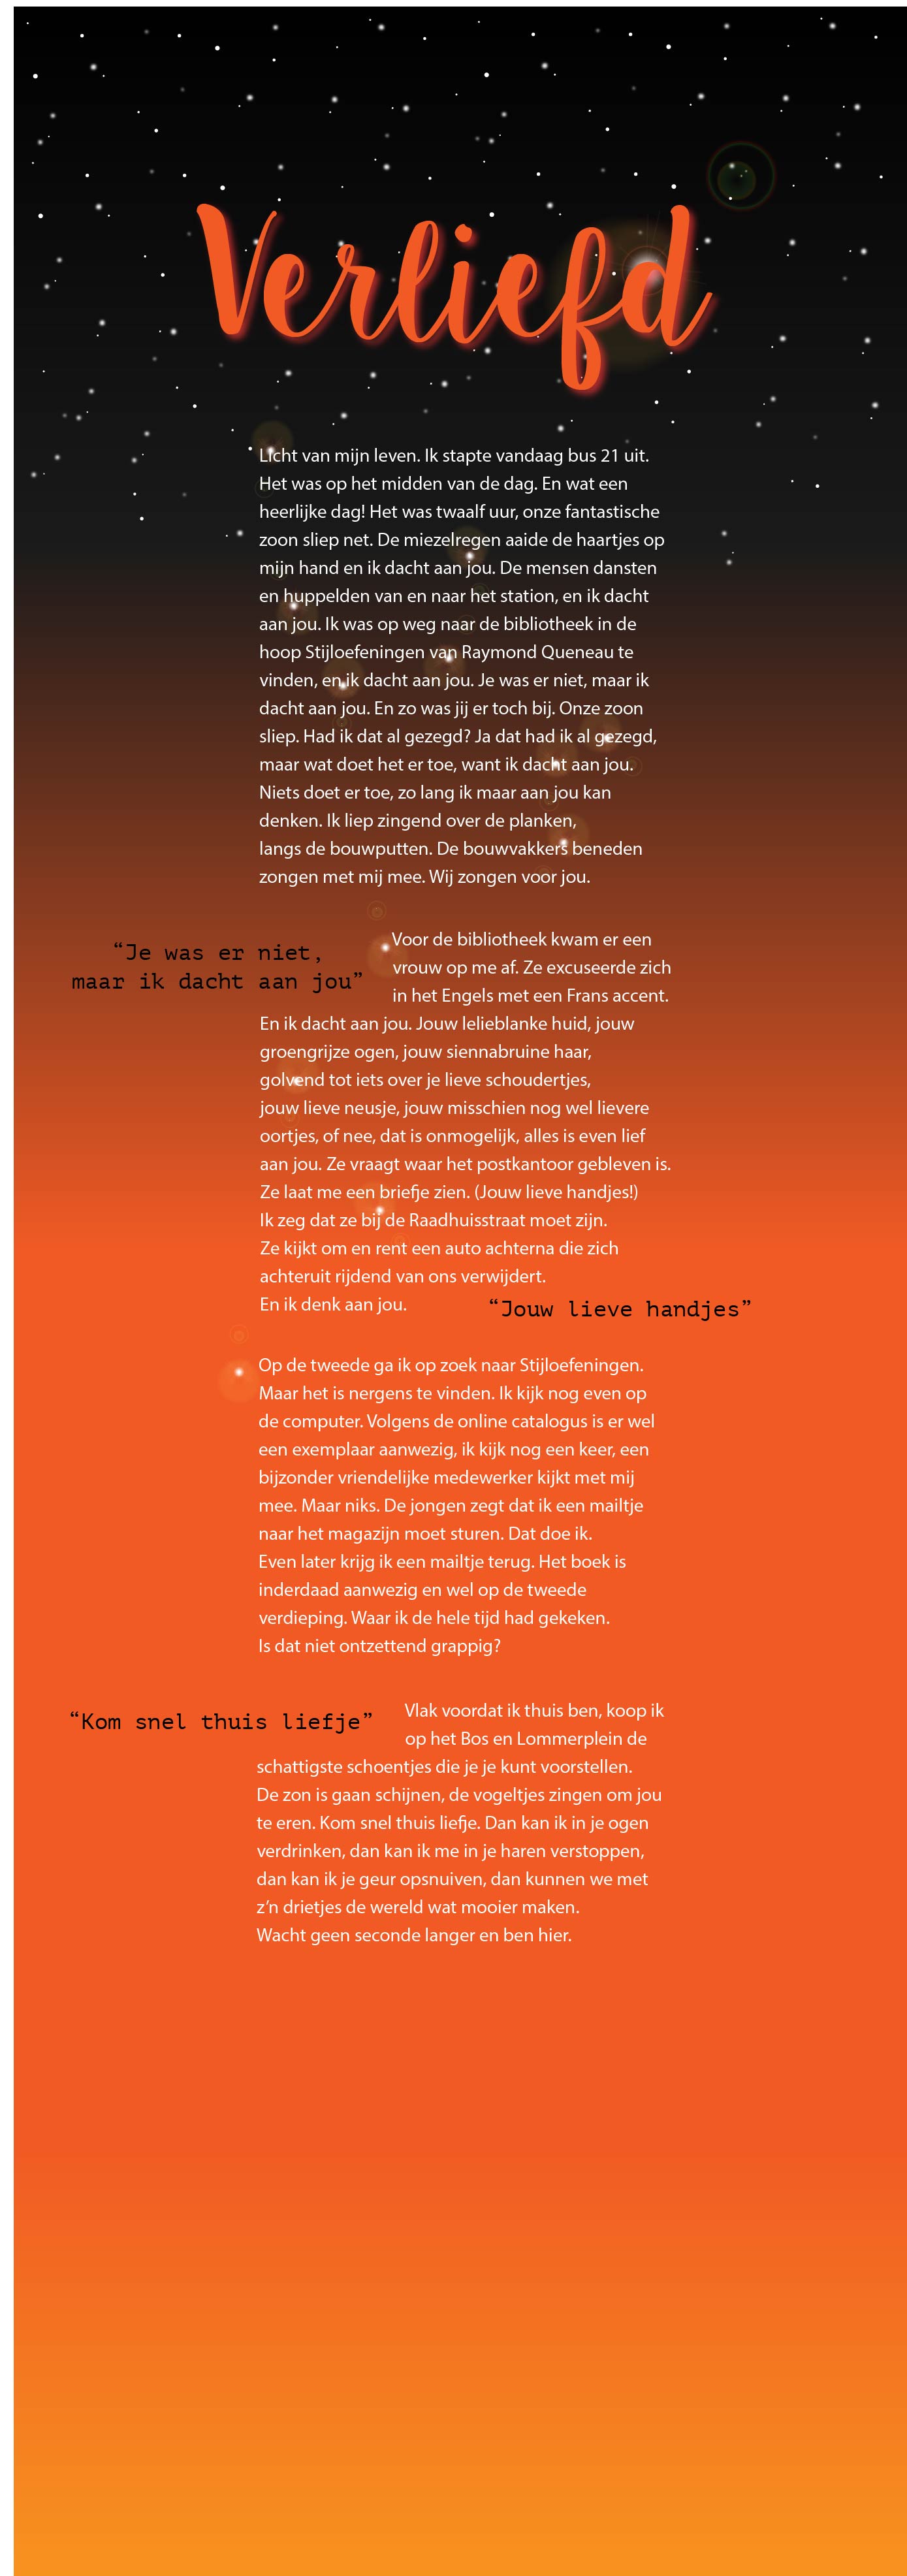 Verliefd
Licht van mijn leven. Ik stapte vandaag bus 21 uit.
Het was op het midden van de dag. En wat een
heerlijke dag! Het was twaalf uur, onze fantastische
zoon sliep net. De miezelregen aaide de haartjes op
mijn hand en ik dacht aan jou. De mensen dansten
en huppelden van en naar het station, en ik dacht
aan jou. Ik was op weg naar de bibliotheek in de
hoop Stijloefeningen van Raymond Queneau te
vinden, en ik dacht aan jou. Je was er niet, maar ik
dacht aan jou. En zo was jij er toch bij. Onze zoon
sliep. Had ik dat al gezegd? Ja dat had ik al gezegd,
maar wat doet het er toe, want ik dacht aan jou.
Niets doet er toe, zo lang ik maar aan jou kan
denken. Ik liep zingend over de planken,
langs de bouwputten. De bouwvakkers beneden
zongen met mij mee. Wij zongen voor jou.
“Je was er niet,
maar ik dacht aan jou”
Voor de bibliotheek kwam er een
vrouw op me af. Ze excuseerde zich
in het Engels met een Frans accent.
En ik dacht aan jou. Jouw lelieblanke huid, jouw
groengrijze ogen, jouw siennabruine haar,
golvend tot iets over je lieve schoudertjes,
jouw lieve neusje, jouw misschien nog wel lievere
oortjes, of nee, dat is onmogelijk, alles is even lief
aan jou. Ze vraagt waar het postkantoor gebleven is.
Ze laat me een briefje zien. (Jouw lieve handjes!)
Ik zeg dat ze bij de Raadhuisstraat moet zijn.
Ze kijkt om en rent een auto achterna die zich
achteruit rijdend van ons verwijdert.
En ik denk aan jou.
“Jouw lieve handjes”
Op de tweede ga ik op zoek naar Stijloefeningen.
Maar het is nergens te vinden. Ik kijk nog even op
de computer. Volgens de online catalogus is er wel
een exemplaar aanwezig, ik kijk nog een keer, een
bijzonder vriendelijke medewerker kijkt met mij
mee. Maar niks. De jongen zegt dat ik een mailtje
naar het magazijn moet sturen. Dat doe ik.
Even later krijg ik een mailtje terug. Het boek is
inderdaad aanwezig en wel op de tweede
verdieping. Waar ik de hele tijd had gekeken.
Is dat niet ontzettend grappig?
“Kom snel thuis liefje”
Vlak voordat ik thuis ben, koop ik
op het Bos en Lommerplein de
schattigste schoentjes die je je kunt voorstellen.
De zon is gaan schijnen, de vogeltjes zingen om jou
te eren. Kom snel thuis liefje. Dan kan ik in je ogen
verdrinken, dan kan ik me in je haren verstoppen,
dan kan ik je geur opsnuiven, dan kunnen we met
z’n drietjes de wereld wat mooier maken.
Wacht geen seconde langer en ben hier.